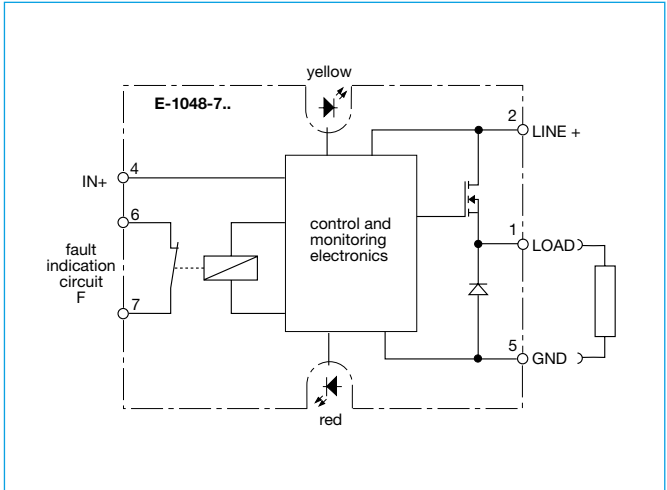 yellow
E-1048-7..
2
LINE +
4
IN+
6
control and
monitoring
electronics
1
LOAD
fault
indication
circuit
F
7
5
GND
red